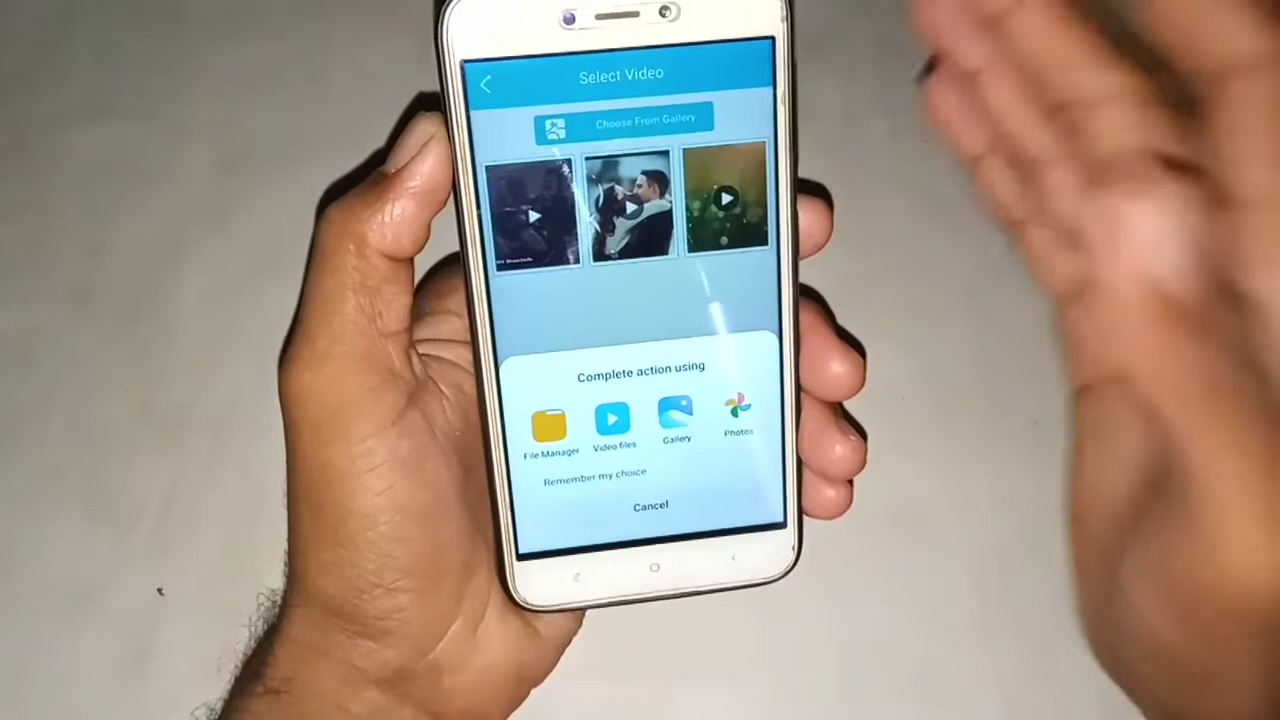 Select Video
Choose From Gallery
Complete action using
File Manager
Video files
Gallery
Photos
Remember my choice
Cancel